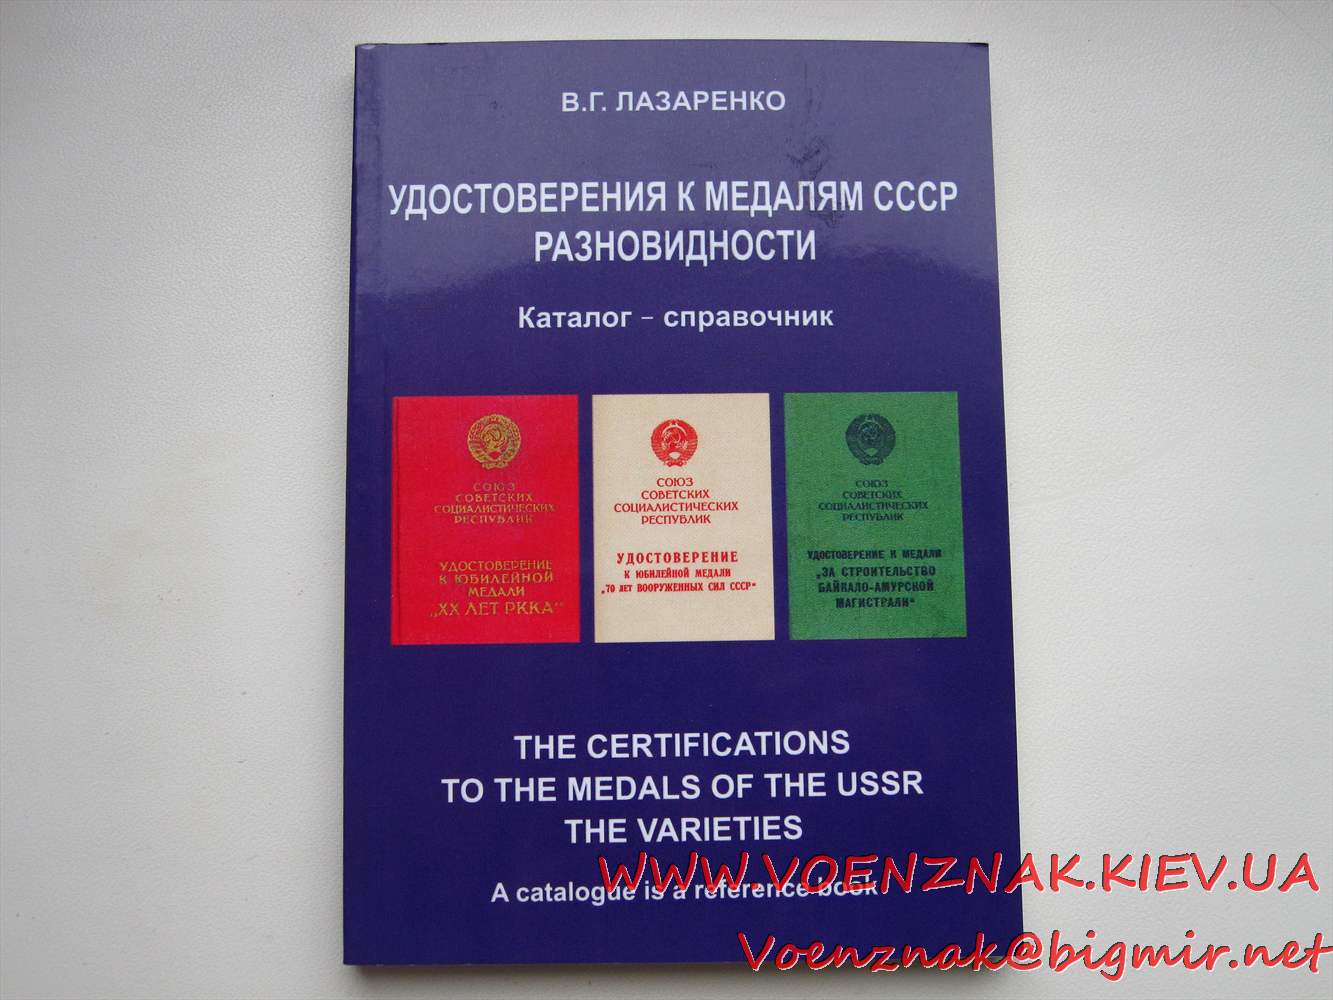 В.Г. ЛАЗАРЕНКО
УДОСТОВЕРЕНИЯ К МЕДАЛЯМ СССР
РАЗНОВИДНОСТИ
Каталог – справочник
СОЮЗ
СОВЕТСКИХ
СОЦИАЛИСТИЧЕСКИХ
РЕСПУБЛИК
УДОСТОВЕРЕНИЕ
К ЮБИЛЕЙНОЙ
МЕДАЛИ
„XX ЛЕТ РККА“
СОЮЗ
СОВЕТСКИХ
СОЦИАЛИСТИЧЕСКИХ
РЕСПУБЛИК
УДОСТОВЕРЕНИЕ
К ЮБИЛЕЙНОЙ МЕДАЛИ
„70 ЛЕТ ВООРУЖЕННЫХ СИЛ СССР“
СОЮЗ
СОВЕТСКИХ
СОЦИАЛИСТИЧЕСКИХ
РЕСПУБЛИК
УДОСТОВЕРЕНИЕ К МЕДАЛИ
„ЗА СТРОИТЕЛЬСТВО
БАЙКАЛО-АМУРСКОЙ
МАГИСТРАЛИ“
THE CERTIFICATIONS
TO THE MEDALS OF THE USSR
THE VARIETIES
A catalogue is a reference book
WWW.VOENZNAK.KIEV.UA
Voenznak@bigmir.net